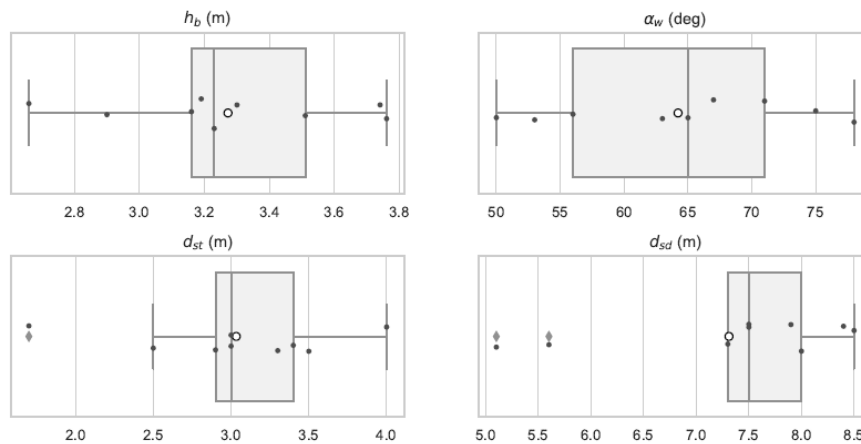 h_b (m)
2.8 3.0 3.2 3.4 3.6 3.8
α_w (deg)
50 55 60 65 70 75
d_st (m)
2.0 2.5 3.0 3.5 4.0
d_sd (m)
5.0 5.5 6.0 6.5 7.0 7.5 8.0 8.5